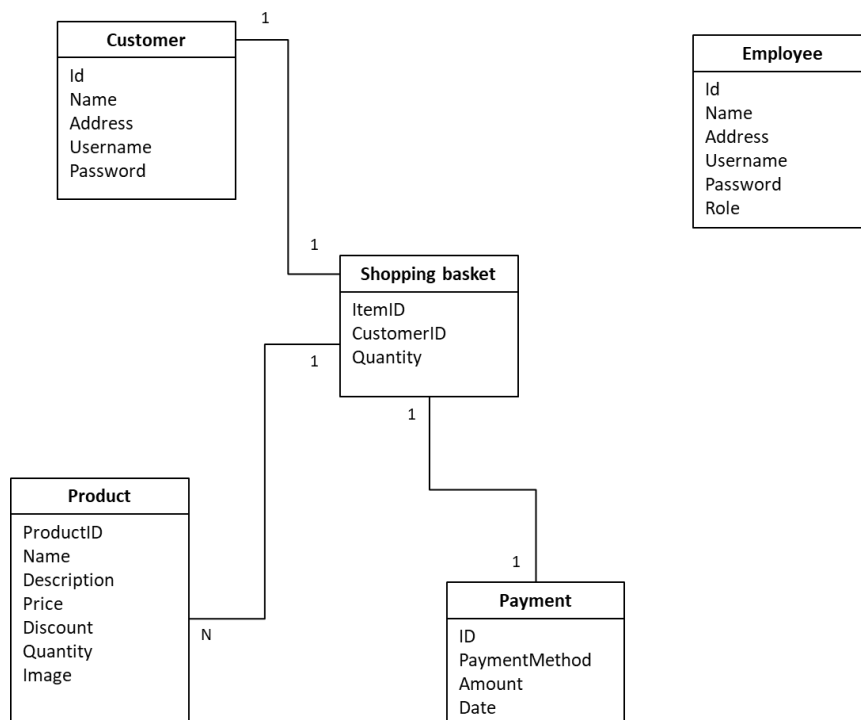 1
Customer
Id
Name
Address
Username
Password
Employee
Id
Name
Address
Username
Password
Role
1
Shopping basket
ItemID
CustomerID
Quantity
1
1
Product
ProductID
Name
Description
Price
Discount
Quantity
Image
N
1
Payment
ID
PaymentMethod
Amount
Date